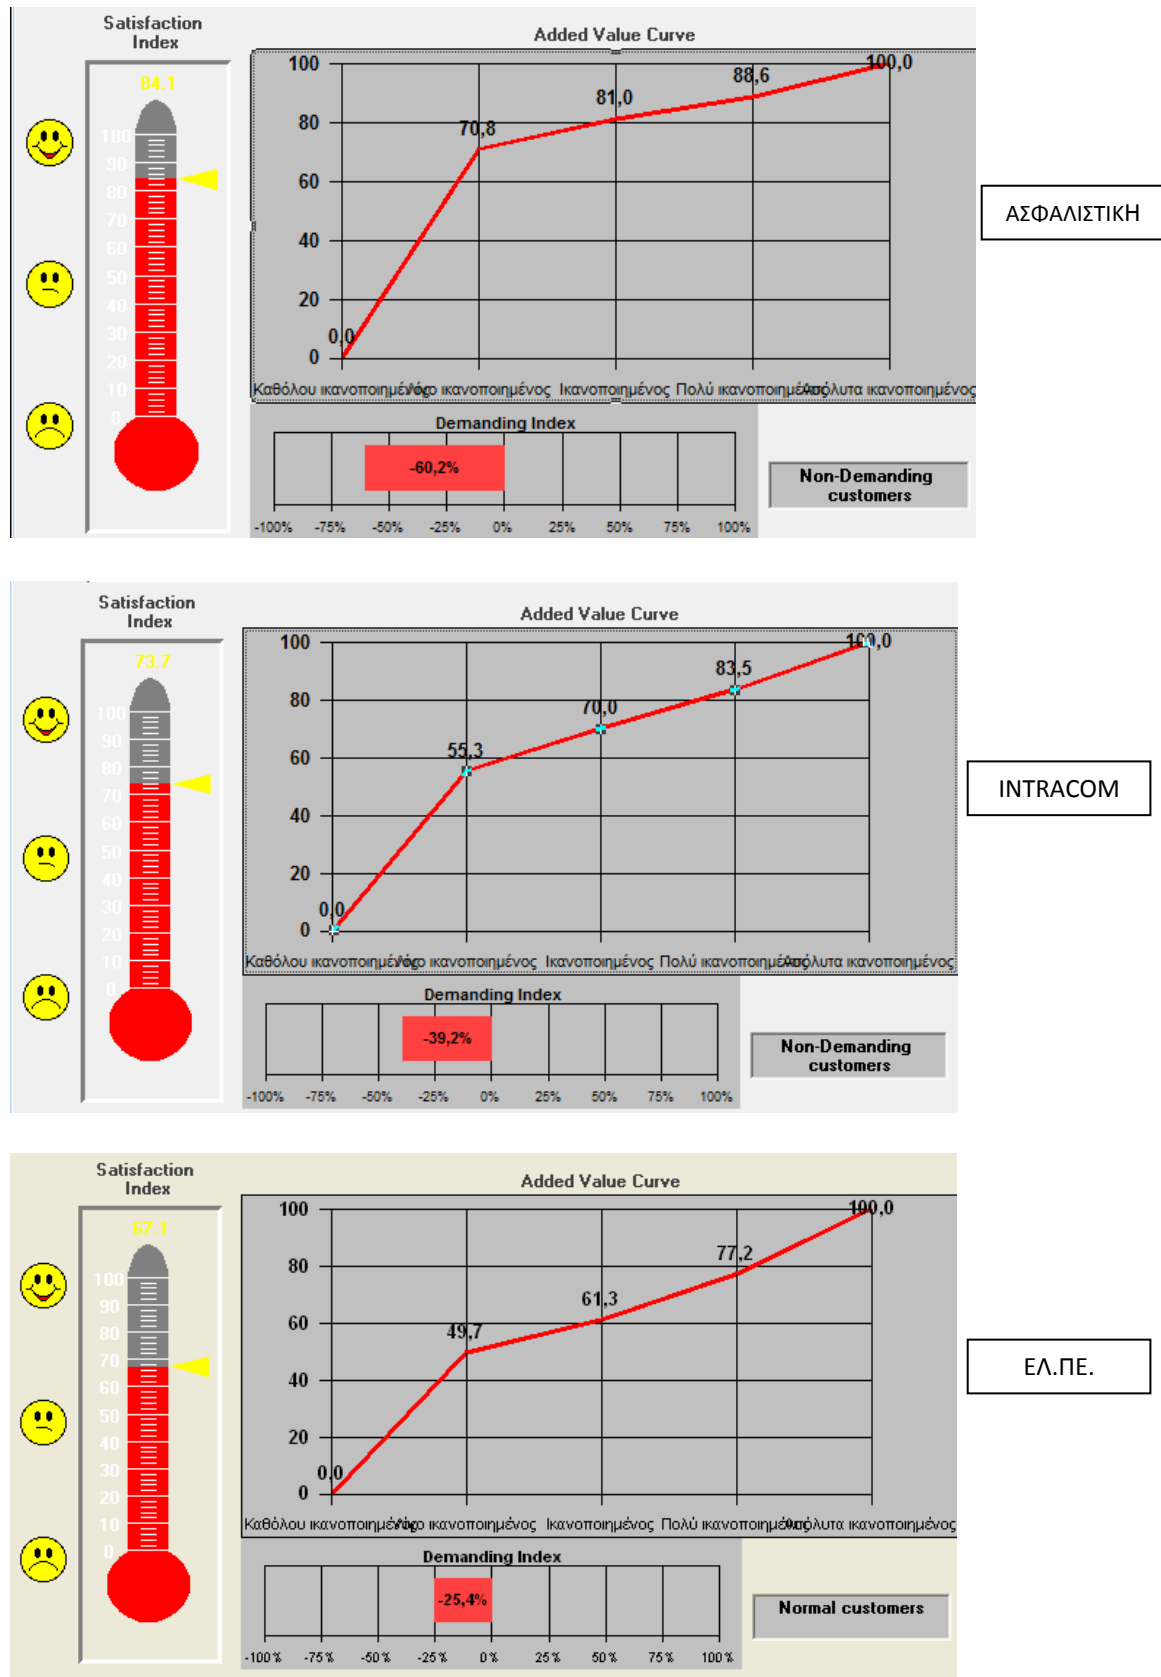 Satisfaction
Index
84.1
100
90
80
70
60
50
40
30
20
10
0
Added Value Curve
100
80
60
40
20
0
0,0
70,8
81,0
88,6
100,0
Καθόλου ικανοποιημένος Λίγο ικανοποιημένος Ικανοποιημένος Πολύ ικανοποιημένος Απόλυτα ικανοποιημένος
Demanding Index
-60,2%
-100% -75% -50% -25% 0% 25% 50% 75% 100%
Non-Demanding
customers
ΑΣΦΑΛΙΣΤΙΚΗ
Satisfaction
Index
73.7
100
90
80
70
60
50
40
30
20
10
0
Added Value Curve
100
80
60
40
20
0
0,0
55,3
70,0
83,5
100,0
Καθόλου ικανοποιημένος Λίγο ικανοποιημένος Ικανοποιημένος Πολύ ικανοποιημένος Απόλυτα ικανοποιημένος
Demanding Index
-39,2%
-100% -75% -50% -25% 0% 25% 50% 75% 100%
Non-Demanding
customers
INTRACOM
Satisfaction
Index
67.1
100
90
80
70
60
50
40
30
20
10
0
Added Value Curve
100
80
60
40
20
0
0,0
49,7
61,3
77,2
100,0
Καθόλου ικανοποιημένος Λίγο ικανοποιημένος Ικανοποιημένος Πολύ ικανοποιημένος Απόλυτα ικανοποιημένος
Demanding Index
-25,4%
-100% -75% -50% -25% 0% 25% 50% 75% 100%
Normal customers
ΕΛ.ΠΕ.